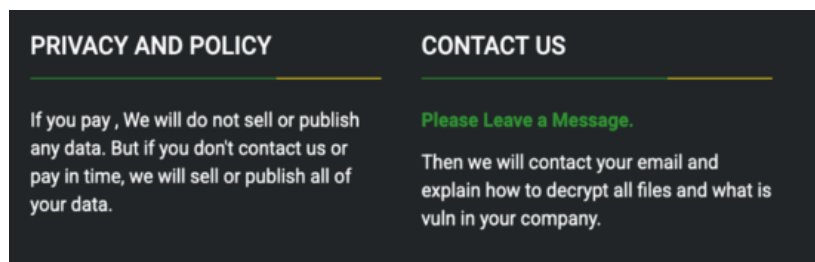 PRIVACY AND POLICY
If you pay , We will do not sell or publish
any data. But if you don't contact us or
pay in time, we will sell or publish all of
your data.
CONTACT US
Please Leave a Message.
Then we will contact your email and
explain how to decrypt all files and what is
vuln in your company.